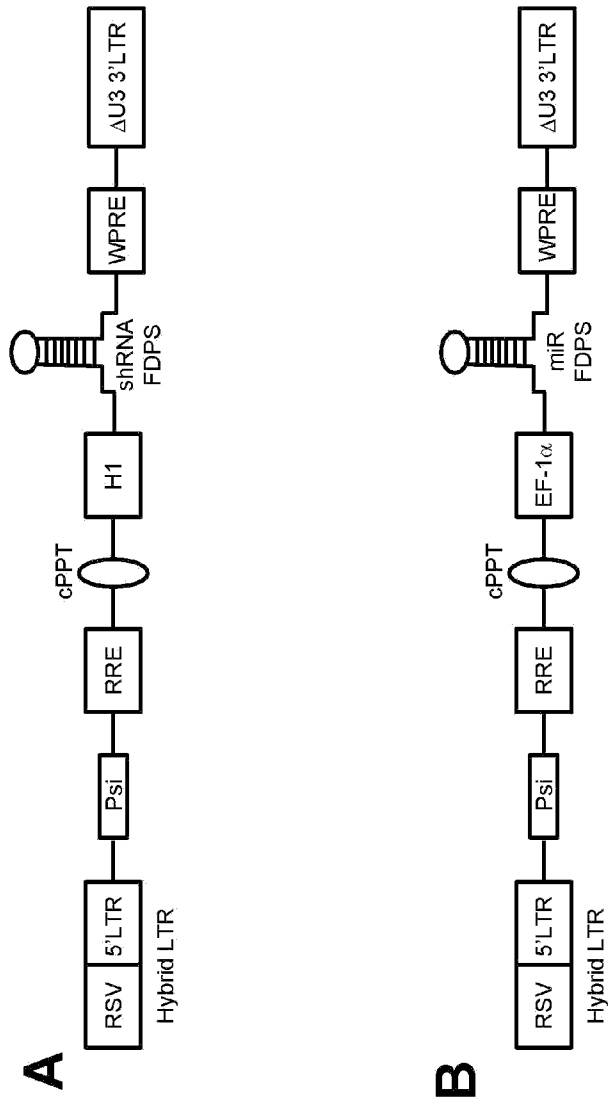 A
RSV
5'LTR
Hybrid LTR
Psi
RRE
cPPT
H1
shRNA
FDPS
WPRE
ΔU3 3'LTR
B
RSV
5'LTR
Hybrid LTR
Psi
RRE
cPPT
EF-1α
miR
FDPS
WPRE
ΔU3 3'LTR